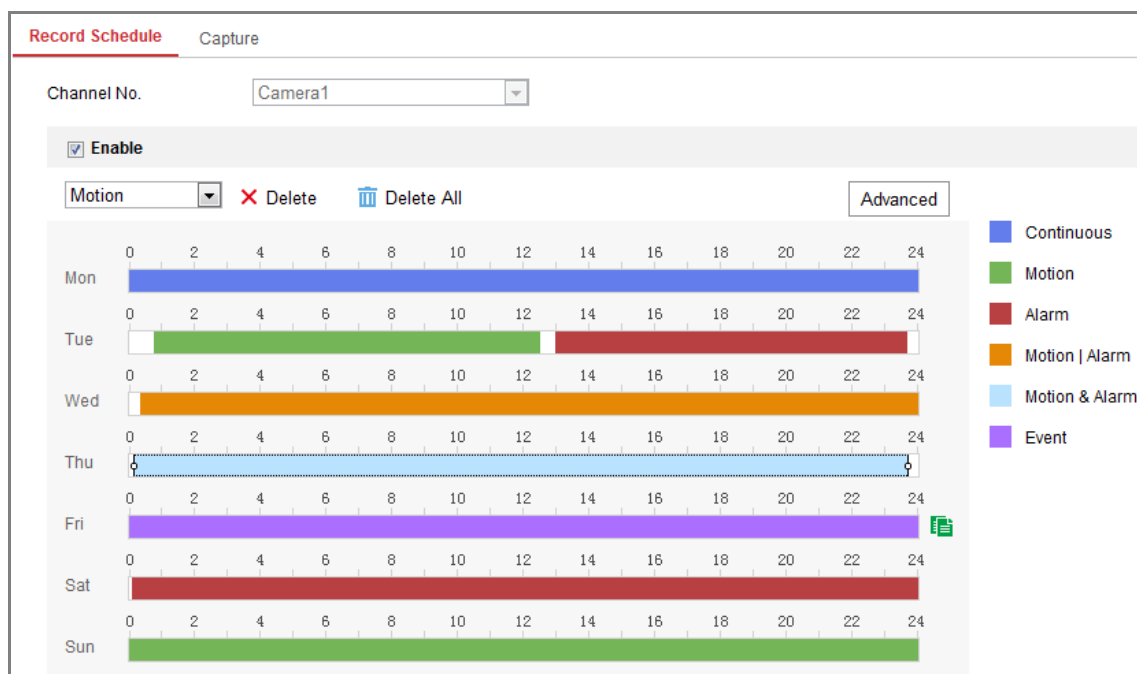 Record Schedule Capture
Channel No. Camera1
Enable
Motion Delete Delete All Advanced
0 2 4 6 8 10 12 14 16 18 20 22 24
Mon
0 2 4 6 8 10 12 14 16 18 20 22 24
Tue
0 2 4 6 8 10 12 14 16 18 20 22 24
Wed
0 2 4 6 8 10 12 14 16 18 20 22 24
Thu
0 2 4 6 8 10 12 14 16 18 20 22 24
Fri
0 2 4 6 8 10 12 14 16 18 20 22 24
Sat
0 2 4 6 8 10 12 14 16 18 20 22 24
Sun
Continuous
Motion
Alarm
Motion | Alarm
Motion & Alarm
Event